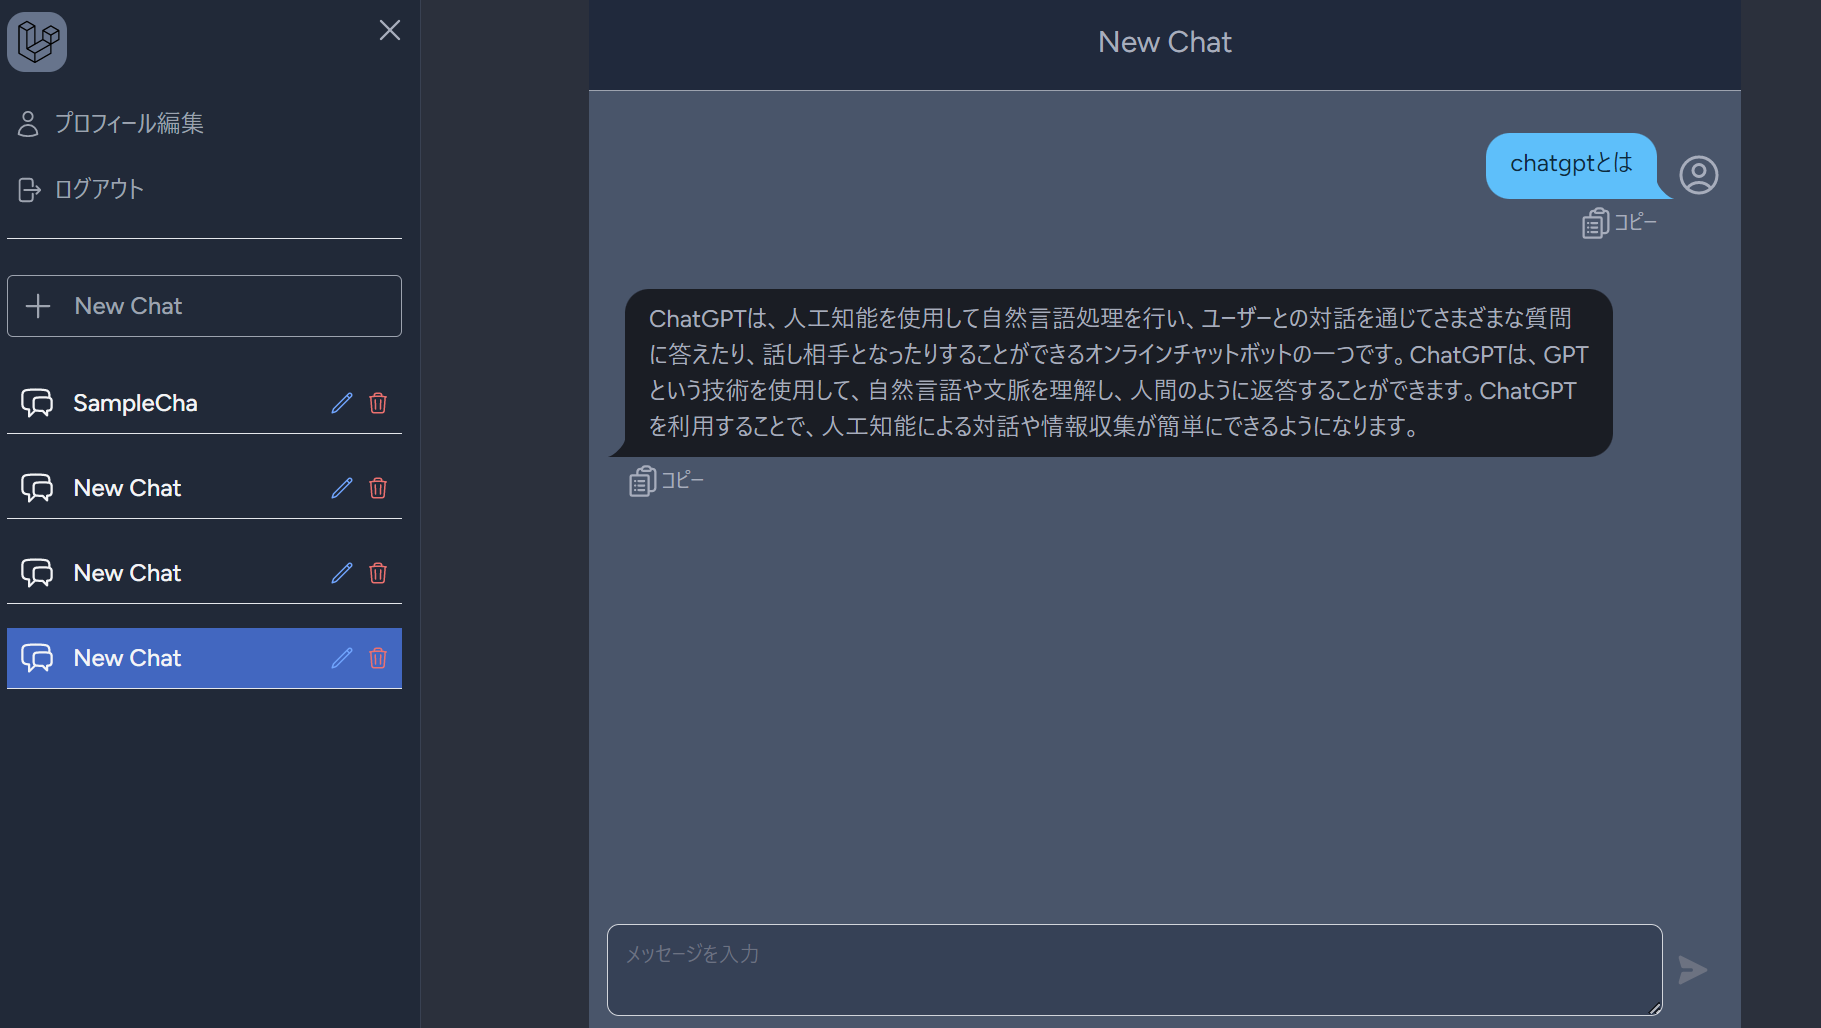 プロフィール編集
ログアウト
New Chat
SampleCha
New Chat
New Chat
New Chat
New Chat
chatgptとは
コピー
ChatGPTは、人工知能を使用して自然言語処理を行い、ユーザーとの対話を通じてさまざまな質問
に答えたり、話し相手となったりすることができるオンラインチャットボットの一つです。ChatGPTは、GPT
という技術を使用して、自然言語や文脈を理解し、人間のように返答することができます。ChatGPT
を利用することで、人工知能による対話や情報収集が簡単にできるようになります。
コピー
メッセージを入力